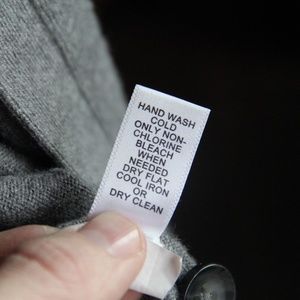 HAND WASH
COLD
ONLY NON-
CHLORINE
BLEACH
WHEN
NEEDED
DRY FLAT
COOL IRON
OR
DRY CLEAN